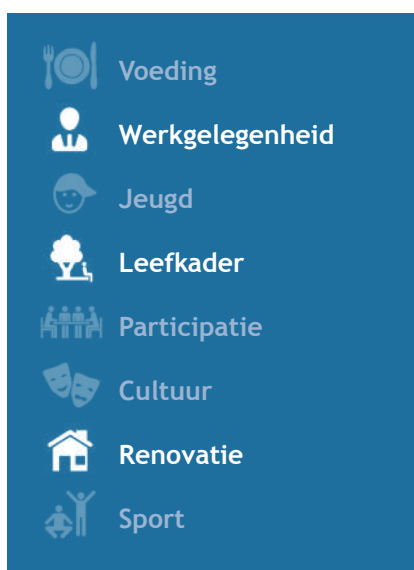 Voeding
Werkgelegenheid
Jeugd
Leefkader
Participatie
Cultuur
Renovatie
Sport